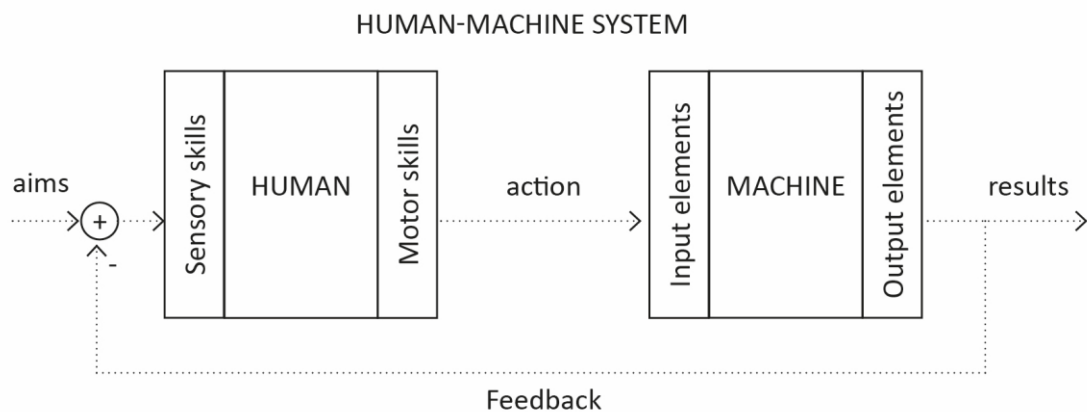 HUMAN-MACHINE SYSTEM
aims
+
-
Sensory skills
HUMAN
Motor skills
action
Input elements
MACHINE
Output elements
results
Feedback